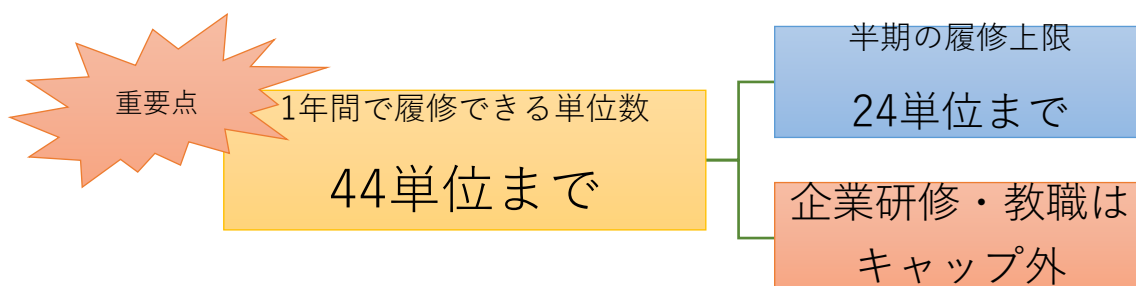 重要点
1年間で履修できる単位数
44単位まで
半期の履修上限
24単位まで
企業研修・教職は
キャップ外